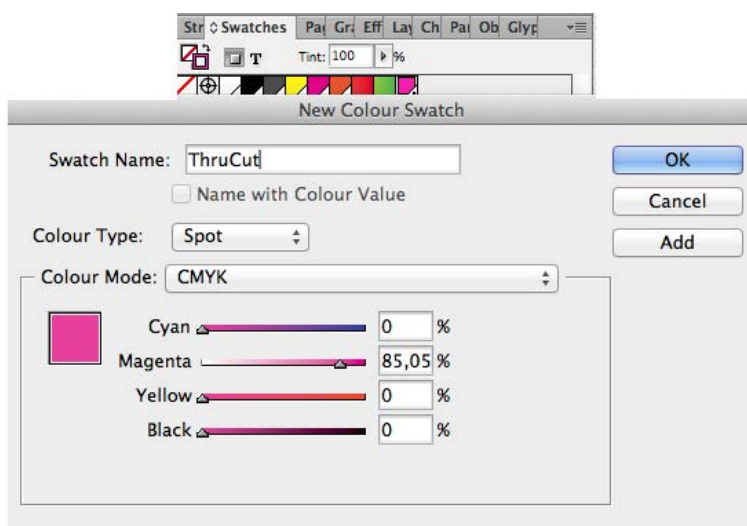 Str Swatches Pa Gra Eff Lay Ch Pai Ob Glyp
T Tint: 100 %
New Colour Swatch
Swatch Name: ThruCut OK
Name with Colour Value Cancel
Colour Type: Spot Add
Colour Mode: CMYK
Cyan 0 %
Magenta 85,05 %
Yellow 0 %
Black 0 %